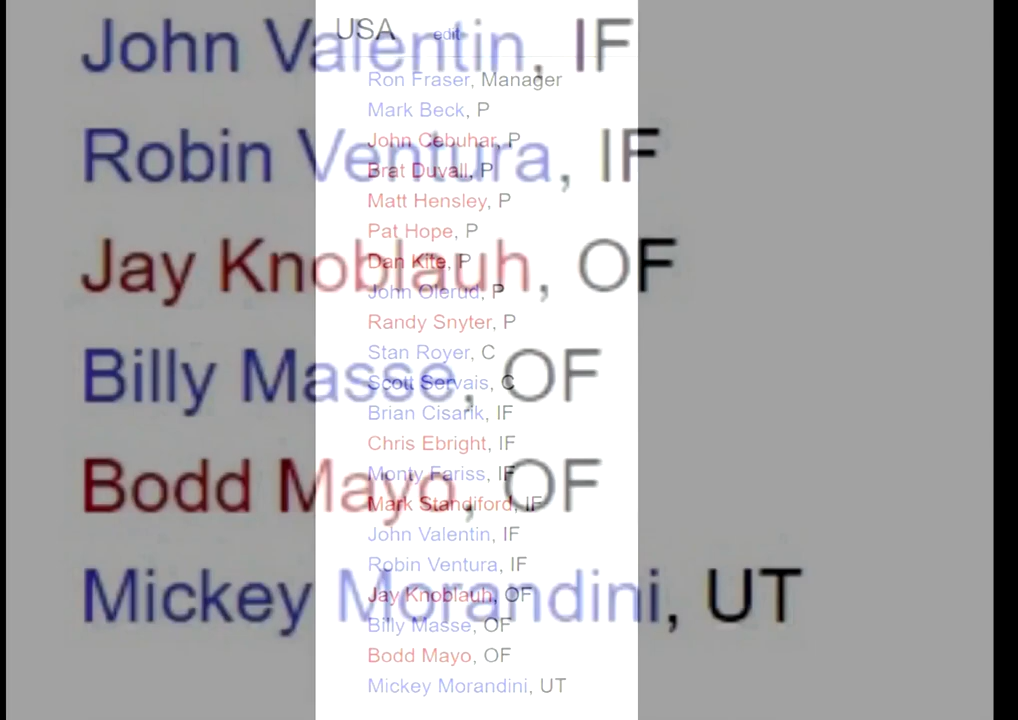 USA edit
Ron Fraser, Manager
Mark Beck, P
John Cebuhar, P
Brat Duvall, P
Matt Hensley, P
Pat Hope, P
Dan Kite, P
John Olerud, P
Randy Snyter, P
Stan Royer, C
Scott Servais, C
Brian Cisarik, IF
Chris Ebright, IF
Monty Fariss, IF
Mark Standiford, IF
John Valentin, IF
Robin Ventura, IF
Jay Knoblauh, OF
Billy Masse, OF
Bodd Mayo, OF
Mickey Morandini, UT
John Valentin, IF
Robin Ventura, IF
Jay Knoblauh, OF
Billy Masse, OF
Bodd Mayo, OF
Mickey Morandini, UT